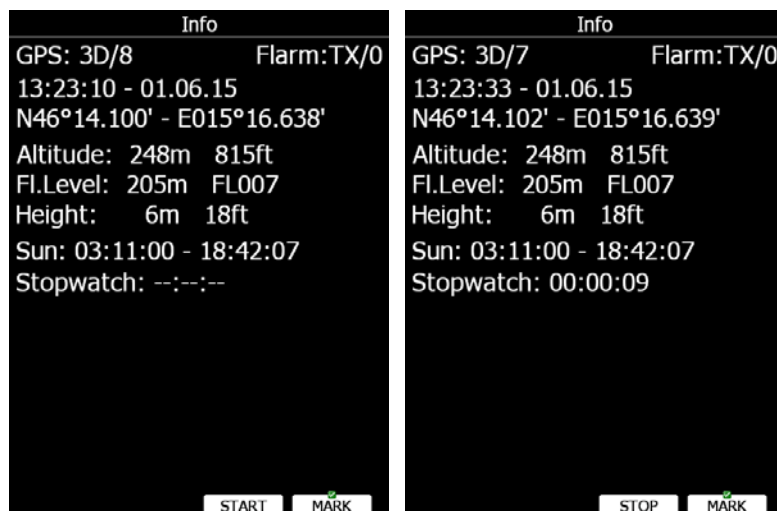 Info
GPS: 3D/8 Flarm:TX/0
13:23:10 - 01.06.15
N46°14.100' - E015°16.638'
Altitude: 248m 815ft
Fl.Level: 205m FL007
Height: 6m 18ft
Sun: 03:11:00 - 18:42:07
Stopwatch: --:--:--
START MARK
Info
GPS: 3D/7 Flarm:TX/0
13:23:33 - 01.06.15
N46°14.102' - E015°16.639'
Altitude: 248m 815ft
Fl.Level: 205m FL007
Height: 6m 18ft
Sun: 03:11:00 - 18:42:07
Stopwatch: 00:00:09
STOP MARK